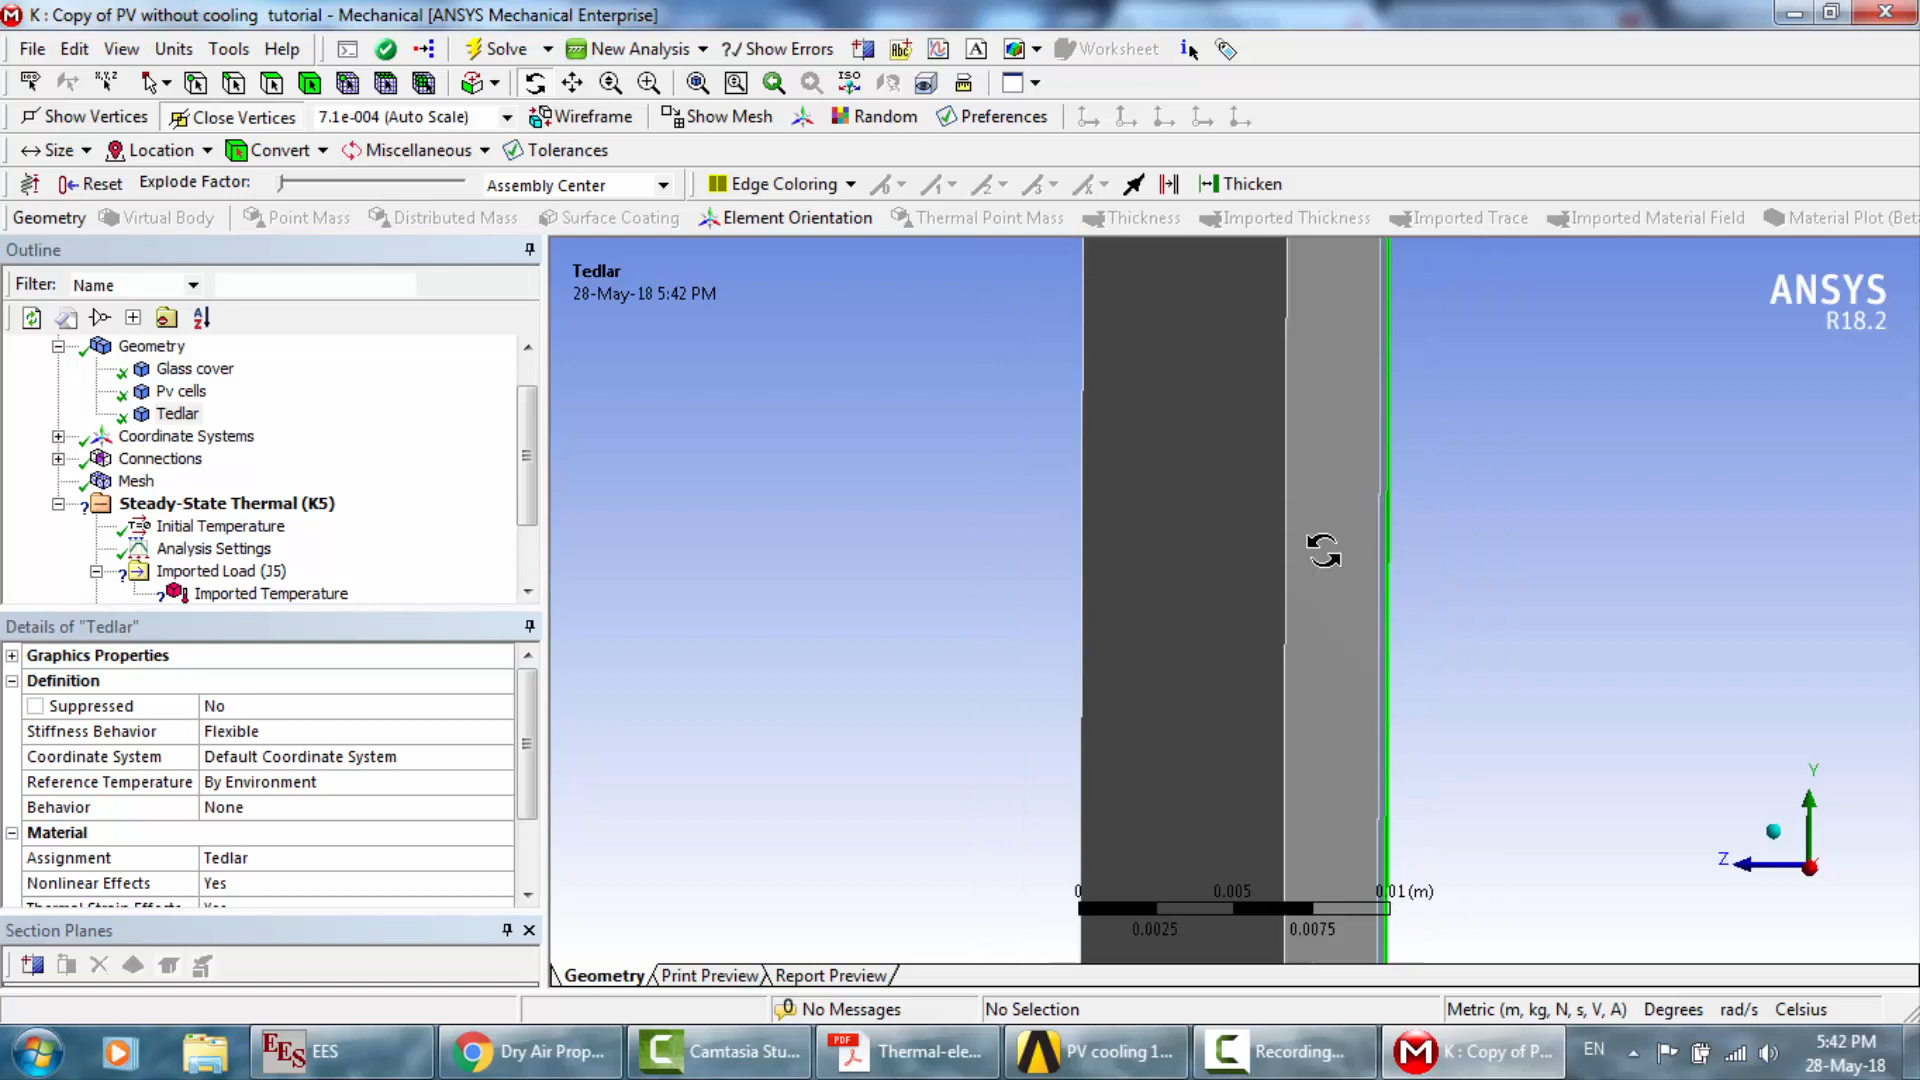 K : Copy of PV without cooling  tutorial - Mechanical [ANSYS Mechanical Enterprise]
File Edit View Units Tools Help Solve New Analysis ?/ Show Errors Worksheet
Show Vertices Close Vertices 7.1e-004 (Auto Scale) Wireframe Show Mesh Random Preferences
Size Location Convert Miscellaneous Tolerances
Reset Explode Factor: Assembly Center Edge Coloring Thicken
Geometry Virtual Body Point Mass Distributed Mass Surface Coating Element Orientation Thermal Point Mass Thickness Imported Thickness Imported Trace Imported Material Field Material Plot (Bet
Outline
Filter: Name
Geometry
Glass cover
Pv cells
Tedlar
Coordinate Systems
Connections
Mesh
Steady-State Thermal (K5)
Initial Temperature
Analysis Settings
Imported Load (J5)
Imported Temperature
Details of "Tedlar"
Graphics Properties
Definition
Suppressed No
Stiffness Behavior Flexible
Coordinate System Default Coordinate System
Reference Temperature By Environment
Behavior None
Material
Assignment Tedlar
Nonlinear Effects Yes
Thermal Strain Effects Yes
Section Planes
Tedlar
28-May-18 5:42 PM
ANSYS
R18.2
Y
Z
0 0.005 0.01 (m)
0.0025 0.0075
Geometry Print Preview Report Preview
No Messages No Selection Metric (m, kg, N, s, V, A) Degrees rad/s Celsius
EES Dry Air Prop... Camtasia Stu... Thermal-ele... PV cooling 1... Recording... K : Copy of P... EN
5:42 PM
28-May-18